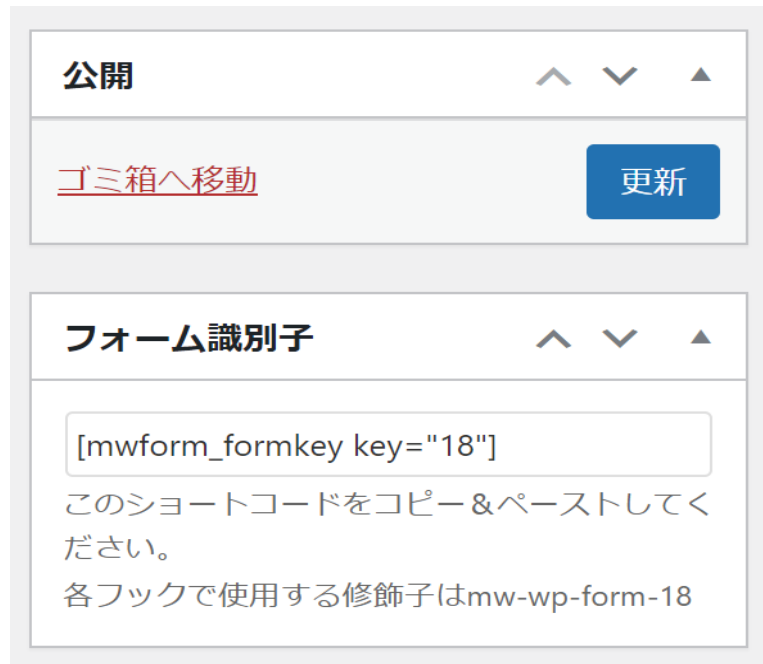 公開
ゴミ箱へ移動
更新
フォーム識別子
[mwform_formkey key="18"]
このショートコードをコピー＆ペーストしてく
ださい。
各フックで使用する修飾子はmw-wp-form-18